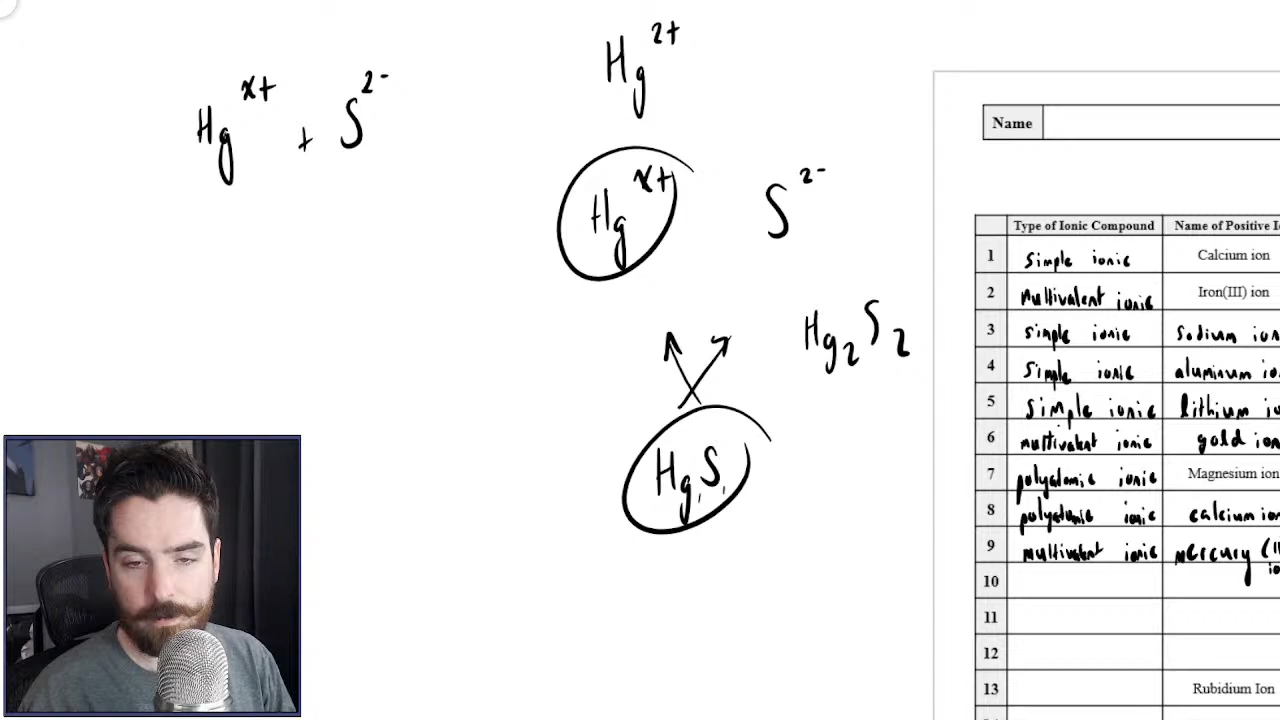 Hg^x+ + S^2-
Hg^2+
Hg^x+ S^2-
Hg2S2
Hg1S1
Name
Type of Ionic Compound Name of Positive I
1 simple ionic Calcium ion
2 multivalent ionic Iron(III) ion
3 simple ionic sodium ion
4 simple ionic aluminum io
5 simple ionic lithium io
6 multivalent ionic gold ion
7 polyatomic ionic Magnesium ion
8 polyatomic ionic calcium ion
9 multivalent ionic mercury (II
io
10
11
12
13 Rubidium Ion